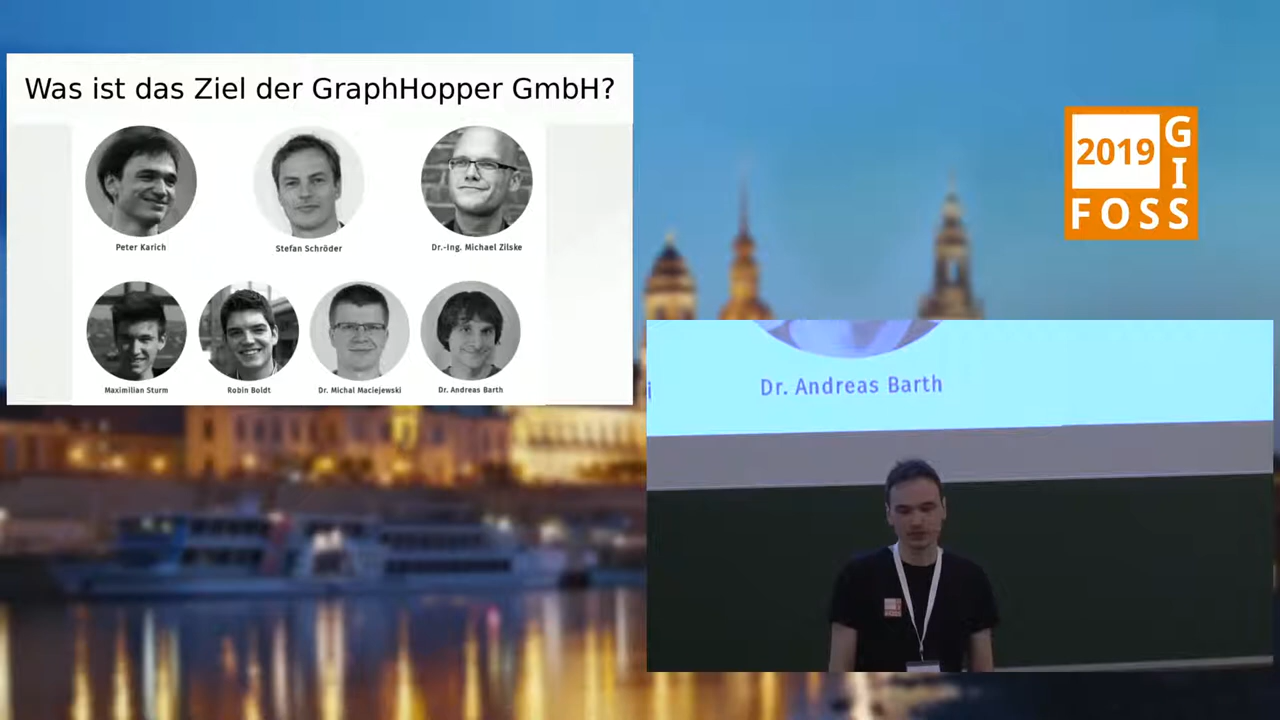 Was ist das Ziel der GraphHopper GmbH?
Peter Karich
Stefan Schröder
Dr.-Ing. Michael Zilske
Maximilian Sturm
Robin Boldt
Dr. Michal Maciejewski
Dr. Andreas Barth
2019
GIS
FOSS
i
Dr. Andreas Barth